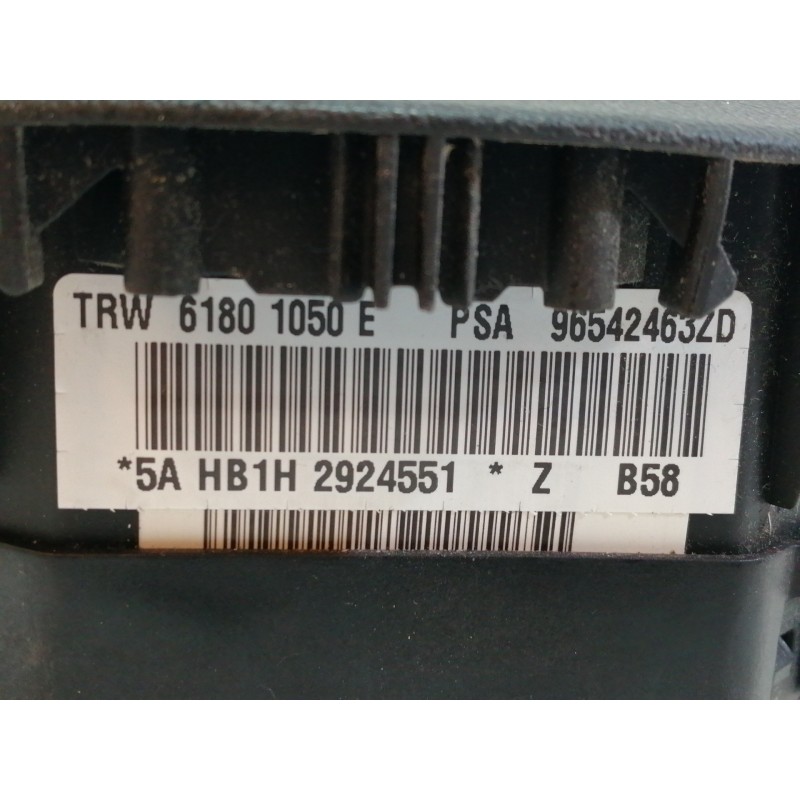 TRW 6180 1050 E PSA 96542463ZD
*5A HB1H 2924551 * Z B58